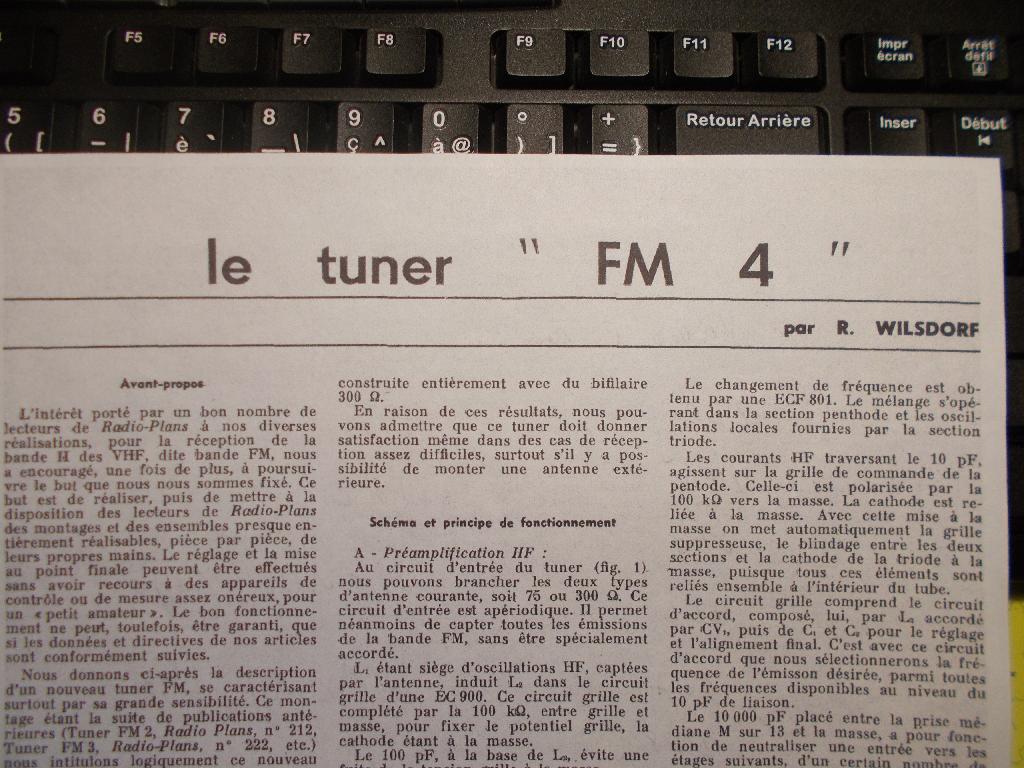 F5 F6 F7 F8 F9 F10 F11 F12 Impr écran Arrêt défil
5 6 7 8 9 0 ° + Retour Arrière Inser Début
( [ – | è ` _ \ ç ^ à @ ) ] = }
le tuner " FM 4 "
par R. WILSDORF
Avant-propos
L'intérêt porté par un bon nombre de
lecteurs de Radio-Plans à nos diverses
réalisations, pour la réception de la
bande II des VHF, dite bande FM, nous
a encouragé, une fois de plus, à poursui-
vre le but que nous nous sommes fixé. Ce
but est de réaliser, puis de mettre à la
disposition des lecteurs de Radio-Plans
des montages et des ensembles presque en-
tièrement réalisables, pièce par pièce, de
leurs propres mains. Le réglage et la mise
au point finale peuvent être effectués
sans avoir recours à des appareils de
contrôle ou de mesure assez onéreux, pour
un « petit amateur ». Le bon fonctionne-
ment ne peut, toutefois, être garanti, que
si les données et directives de nos articles
sont conformément suivies.
Nous donnons ci-après la description
d'un nouveau tuner FM, se caractérisant
surtout par sa grande sensibilité. Ce mon-
tage étant la suite de publications anté-
rieures (Tuner FM 2, Radio Plans, n° 212,
Tuner FM 3, Radio-Plans, n° 222, etc.)
nous intitulons logiquement ce nouveau
construite entièrement avec du bifilaire
300 Ω.
En raison de ces résultats, nous pou-
vons admettre que ce tuner doit donner
satisfaction même dans des cas de récep-
tion assez difficiles, surtout s'il y a pos-
sibilité de monter une antenne exté-
rieure.
Schéma et principe de fonctionnement
A - Préamplification HF :
Au circuit d'entrée du tuner (fig. 1)
nous pouvons brancher les deux types
d'antenne courante, soit 75 ou 300 Ω. Ce
circuit d'entrée est apériodique. Il permet
néanmoins de capter toutes les émissions
de la bande FM, sans être spécialement
accordé.
L₁ étant siège d'oscillations HF, captées
par l'antenne, induit L₂ dans le circuit
grille d'une EC 900. Ce circuit grille est
complété par la 100 kΩ, entre grille et
masse, pour fixer le potentiel grille, la
cathode étant à la masse.
Le 100 pF, à la base de L₂, évite une
fuite de tension grille à la masse.
Le changement de fréquence est ob-
tenu par une ECF 801. Le mélange s'opé-
rant dans la section penthode et les oscil-
lations locales fournies par la section
triode.
Les courants HF traversant le 10 pF,
agissent sur la grille de commande de la
pentode. Celle-ci est polarisée par la
100 kΩ vers la masse. La cathode est re-
liée à la masse. Avec cette mise à la
masse on met automatiquement la grille
suppresseuse, le blindage entre les deux
sections et la cathode de la triode à la
masse, puisque tous ces éléments sont
reliés ensemble à l'intérieur du tube.
Le circuit grille comprend le circuit
d'accord, composé, lui, par L₄ accordé
par CV₁, puis de C₁ et C₂ pour le réglage
et l'alignement final. C'est avec ce circuit
d'accord que nous sélectionnerons la fré-
quence de l'émisson désirée, parmi toutes
les fréquences disponibles au niveau du
10 pF de liaison.
Le 10 000 pF placé entre la prise mé-
diane M sur 13 et la masse, a pour fonc-
tion de neutraliser une entrée vers les
étages suivants, d'un certain nombre de